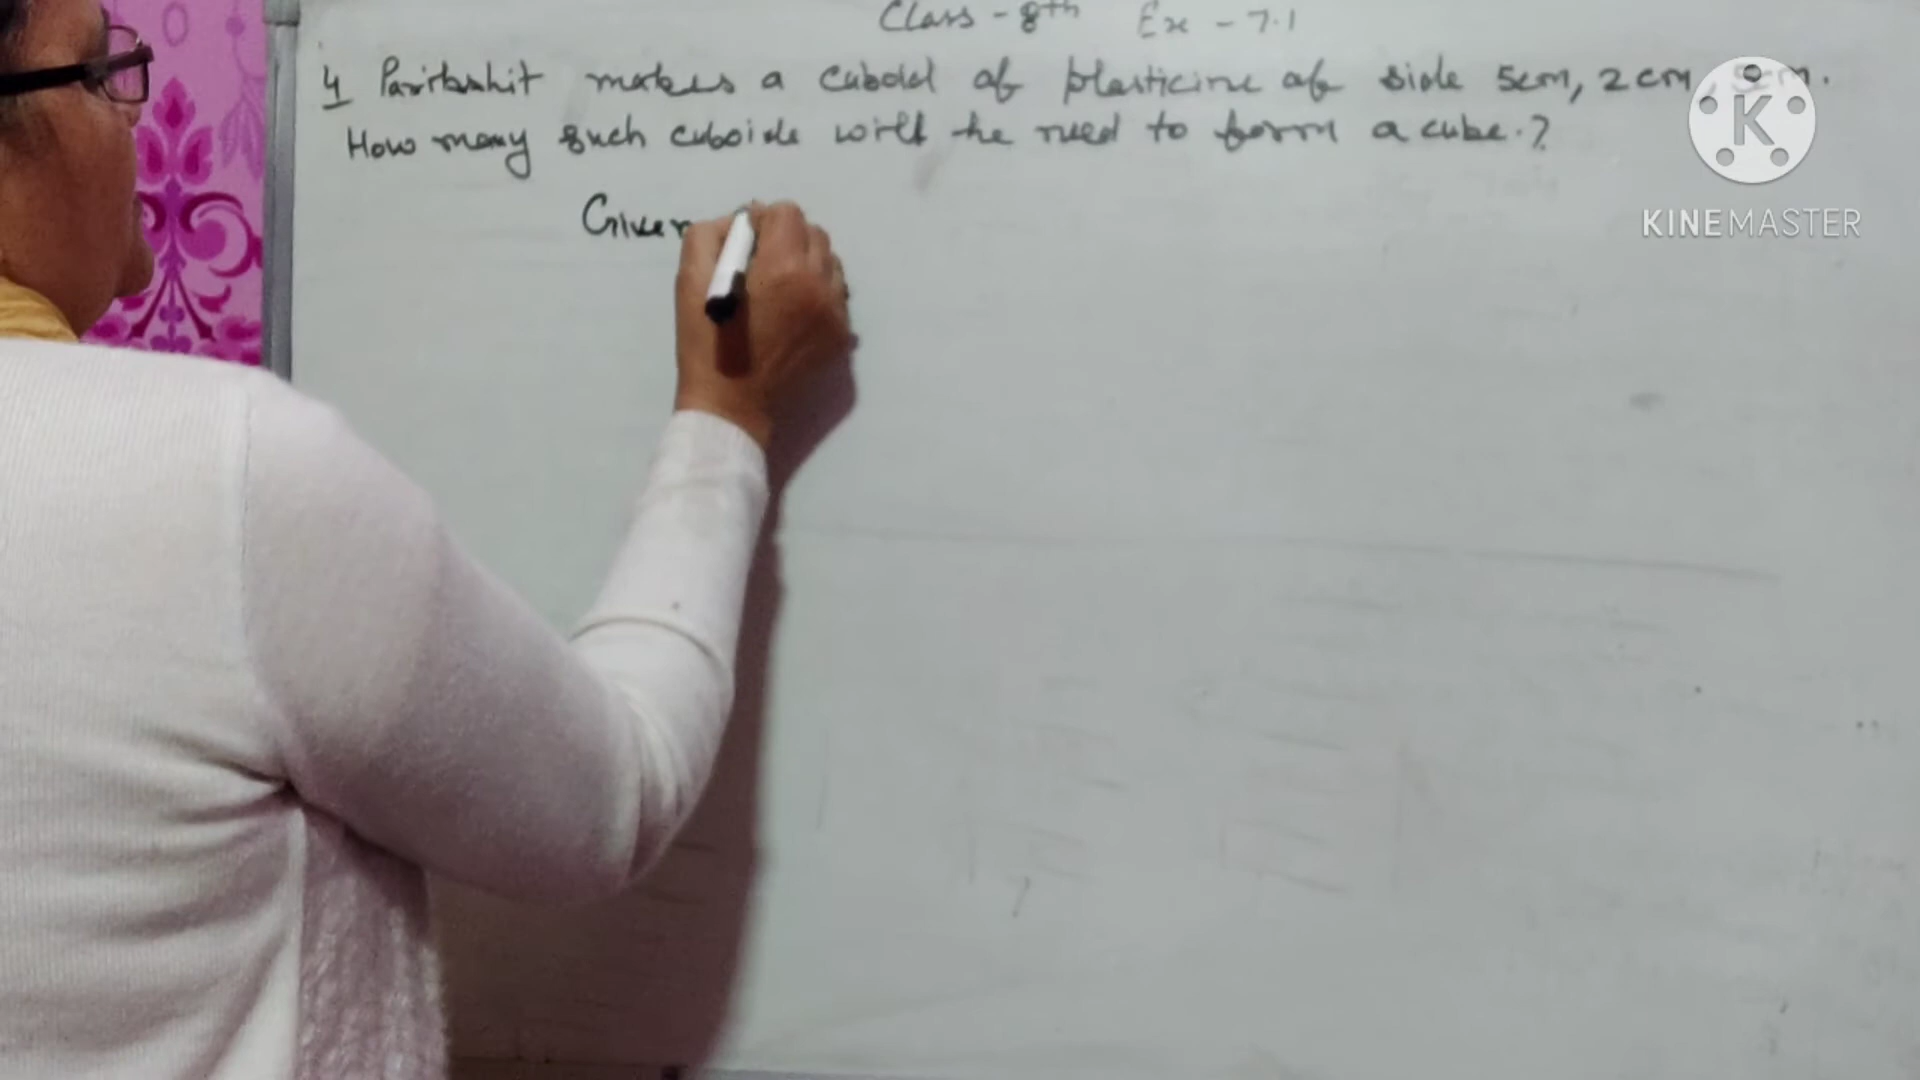 Class - 8th Ex - 7.1
4 Parikshit makes a cuboid of plasticine of side 5cm, 2cm, 5cm.
How many such cuboids will he need to form a cube.?
Given
K
KINEMASTER